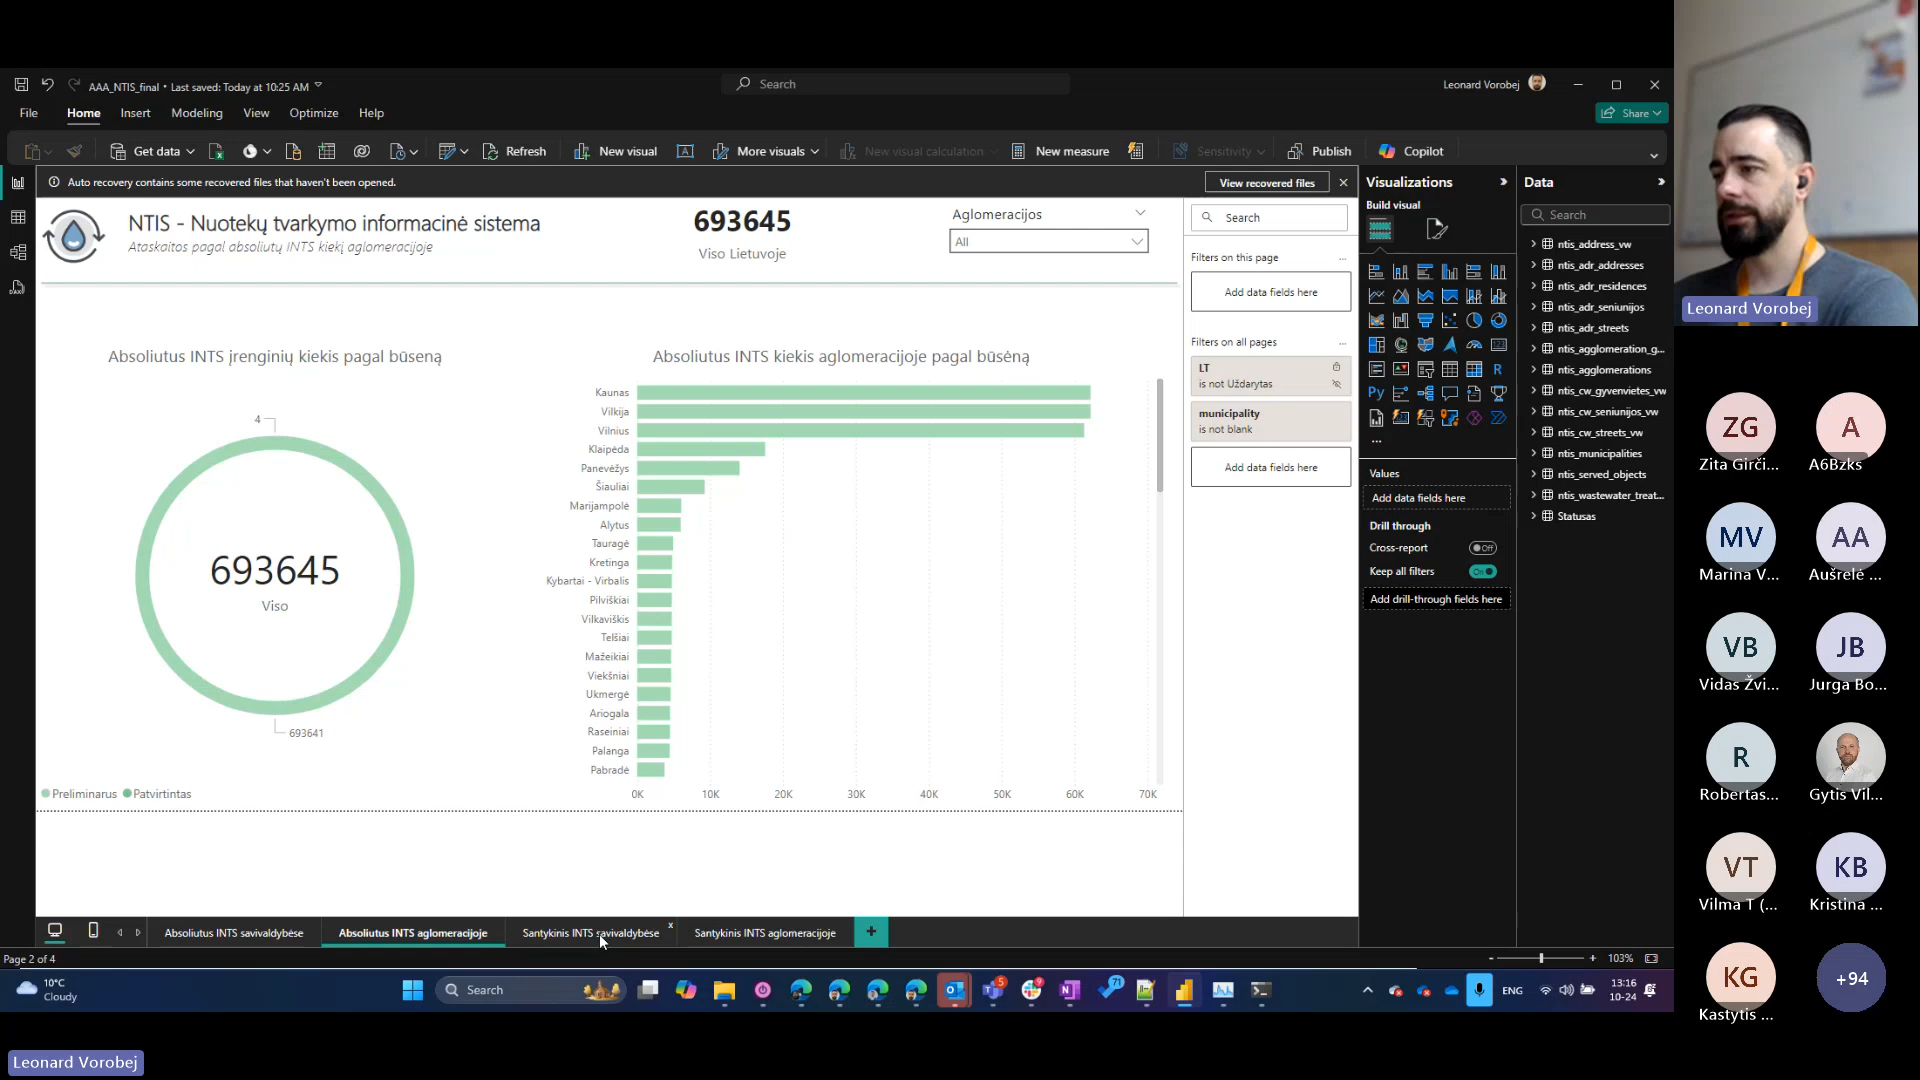 AAA_NTIS_final • Last saved: Today at 10:25 AM
Search
Leonard Vorobej
File
Home
Insert
Modeling
View
Optimize
Help
Share
Get data
Refresh
New visual
More visuals
New visual calculation
New measure
Sensitivity
Publish
Copilot
Auto recovery contains some recovered files that haven't been opened.
View recovered files
NTIS - Nuotekų tvarkymo informacinė sistema
Ataskaitos pagal absoliutų INTS kiekį aglomeracijoje
693645
Viso Lietuvoje
Aglomeracijos
All
Absoliutus INTS įrenginių kiekis pagal būseną
4
693645
Viso
693641
Preliminarus
Patvirtintas
Absoliutus INTS kiekis aglomeracijoje pagal būsėną
Kaunas
Vilkija
Vilnius
Klaipėda
Panevėžys
Šiauliai
Marijampolė
Alytus
Tauragė
Kretinga
Kybartai - Virbalis
Pilviškiai
Vilkaviškis
Telšiai
Mažeikiai
Viekšniai
Ukmergė
Ariogala
Raseiniai
Palanga
Pabradė
0K 10K 20K 30K 40K 50K 60K 70K
Search
Filters on this page
...
Add data fields here
Filters on all pages
...
LT
is not Uždarytas
municipality
is not blank
Add data fields here
Visualizations
Build visual
R
Py
123
...
Values
Add data fields here
Drill through
Cross-report
Off
Keep all filters
On
Add drill-through fields here
Data
Search
ntis_address_vw
ntis_adr_addresses
ntis_adr_residences
ntis_adr_seniunijos
ntis_adr_streets
ntis_agglomeration_g...
ntis_agglomerations
ntis_cw_gyvenvietes_vw
ntis_cw_seniunijos_vw
ntis_cw_streets_vw
ntis_municipalities
ntis_served_objects
ntis_wastewater_treat...
Statusas
Absoliutus INTS savivaldybėse
Absoliutus INTS aglomeracijoje
Santykinis INTS savivaldybėse
x
Santykinis INTS aglomeracijoje
+
Page 2 of 4
- + 103%
10°C
Cloudy
Search
5
9
71
ENG
13:16
10-24
Leonard Vorobej
ZG
Zita Girči...
A
A6Bzks
MV
Marina V...
AA
Aušrelė ...
VB
Vidas Žvi...
JB
Jurga Bo...
R
Robertas...
Gytis Vil...
VT
Vilma T (...
KB
Kristina ...
KG
Kastytis ...
+94
Leonard Vorobej